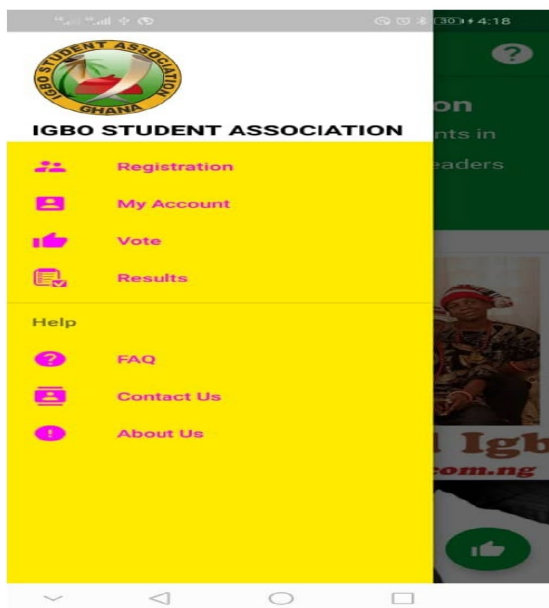 30 4:18
IGBO STUDENT ASSOCIATION
GHANA
IGBO STUDENT ASSOCIATION
on
nts in
eaders
Registration
My Account
Vote
Results
Help
FAQ
Contact Us
About Us
l Igb
com.ng